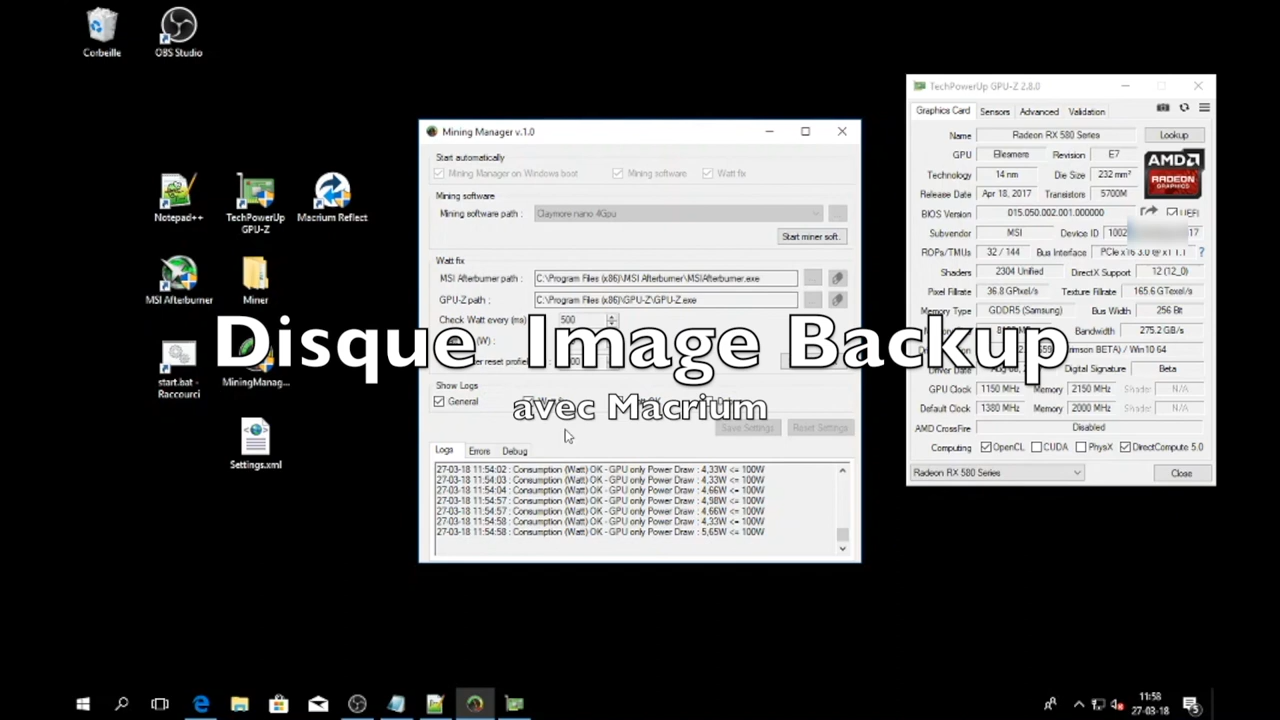 Corbeille
OBS Studio
Notepad++
TechPowerUp GPU-Z
Macrium Reflect
MSI Afterburner
Miner
start.bat - Raccourci
MiningManag...
Settings.xml
Mining Manager v.1.0
Start automatically
Mining Manager on Windows boot
Mining software
Watt fix
Mining software
Mining software path :
Claymore nano 4Gpu
Start miner soft.
Watt fix
MSI Afterburner path :
C:\Program Files (x86)\MSI Afterburner\MSIAfterburner.exe
GPU-Z path :
C:\Program Files (x86)\GPU-Z\GPU-Z.exe
Check Watt every (ms)
500
(W) :
Disque Image Backup
avec Macrium
Show Logs
General
Save Settings
Reset Settings
Logs
Errors
Debug
27-03-18 11:54:02 : Consumption (Watt) OK - GPU only Power Draw : 4,33W <= 100W
27-03-18 11:54:03 : Consumption (Watt) OK - GPU only Power Draw : 4,33W <= 100W
27-03-18 11:54:04 : Consumption (Watt) OK - GPU only Power Draw : 4,66W <= 100W
27-03-18 11:54:57 : Consumption (Watt) OK - GPU only Power Draw : 4,98W <= 100W
27-03-18 11:54:57 : Consumption (Watt) OK - GPU only Power Draw : 4,66W <= 100W
27-03-18 11:54:58 : Consumption (Watt) OK - GPU only Power Draw : 4,33W <= 100W
27-03-18 11:54:58 : Consumption (Watt) OK - GPU only Power Draw : 5,65W <= 100W
TechPowerUp GPU-Z 2.8.0
Graphics Card
Sensors
Advanced
Validation
Name
Radeon RX 580 Series
Lookup
GPU
Ellesmere
Revision
E7
Technology
14 nm
Die Size
232 mm²
AMD
RADEON
GRAPHICS
Release Date
Apr 18, 2017
Transistors
5700M
BIOS Version
015.050.002.001.000000
UEFI
Subvendor
MSI
Device ID
1002
17
ROPs/TMUs
32 / 144
Bus Interface
PCIe x16 3.0 @ x1 1.1
?
Shaders
2304 Unified
DirectX Support
12 (12_0)
Pixel Fillrate
36.8 GPixel/s
Texture Fillrate
165.6 GTexel/s
Memory Type
GDDR5 (Samsung)
Bus Width
256 Bit
Bandwidth
275.2 GB/s
BETA) / Win10 64
Driver Date
Digital Signature
Beta
GPU Clock
1150 MHz
Memory
2150 MHz
Shader
N/A
Default Clock
1380 MHz
Memory
2000 MHz
Shader
N/A
AMD CrossFire
Disabled
Computing
OpenCL
CUDA
PhysX
DirectCompute 5.0
Radeon RX 580 Series
Close
11:58
27-03-18
5